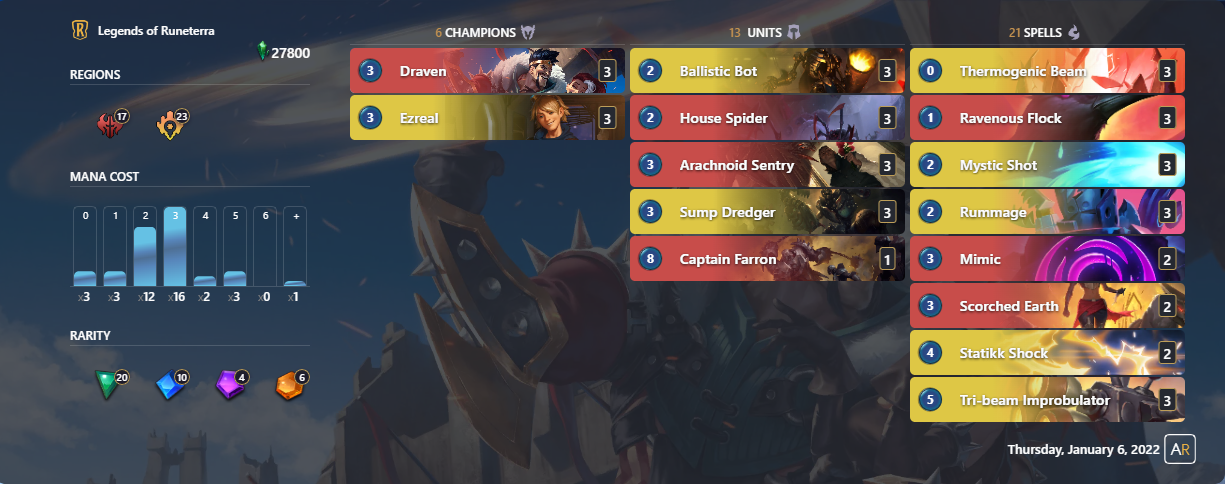 Legends of Runeterra
27800
REGIONS
17
23
MANA COST
0 1 2 3 4 5 6 +
x3 x3 x12 x16 x2 x3 x0 x1
RARITY
20 10 4 6
6 CHAMPIONS
3 Draven 3
3 Ezreal 3
13 UNITS
2 Ballistic Bot 3
2 House Spider 3
3 Arachnoid Sentry 3
3 Sump Dredger 3
8 Captain Farron 1
21 SPELLS
0 Thermogenic Beam 3
1 Ravenous Flock 3
2 Mystic Shot 3
2 Rummage 3
3 Mimic 2
3 Scorched Earth 2
4 Statikk Shock 2
5 Tri-beam Improbulator 3
Thursday, January 6, 2022 AR